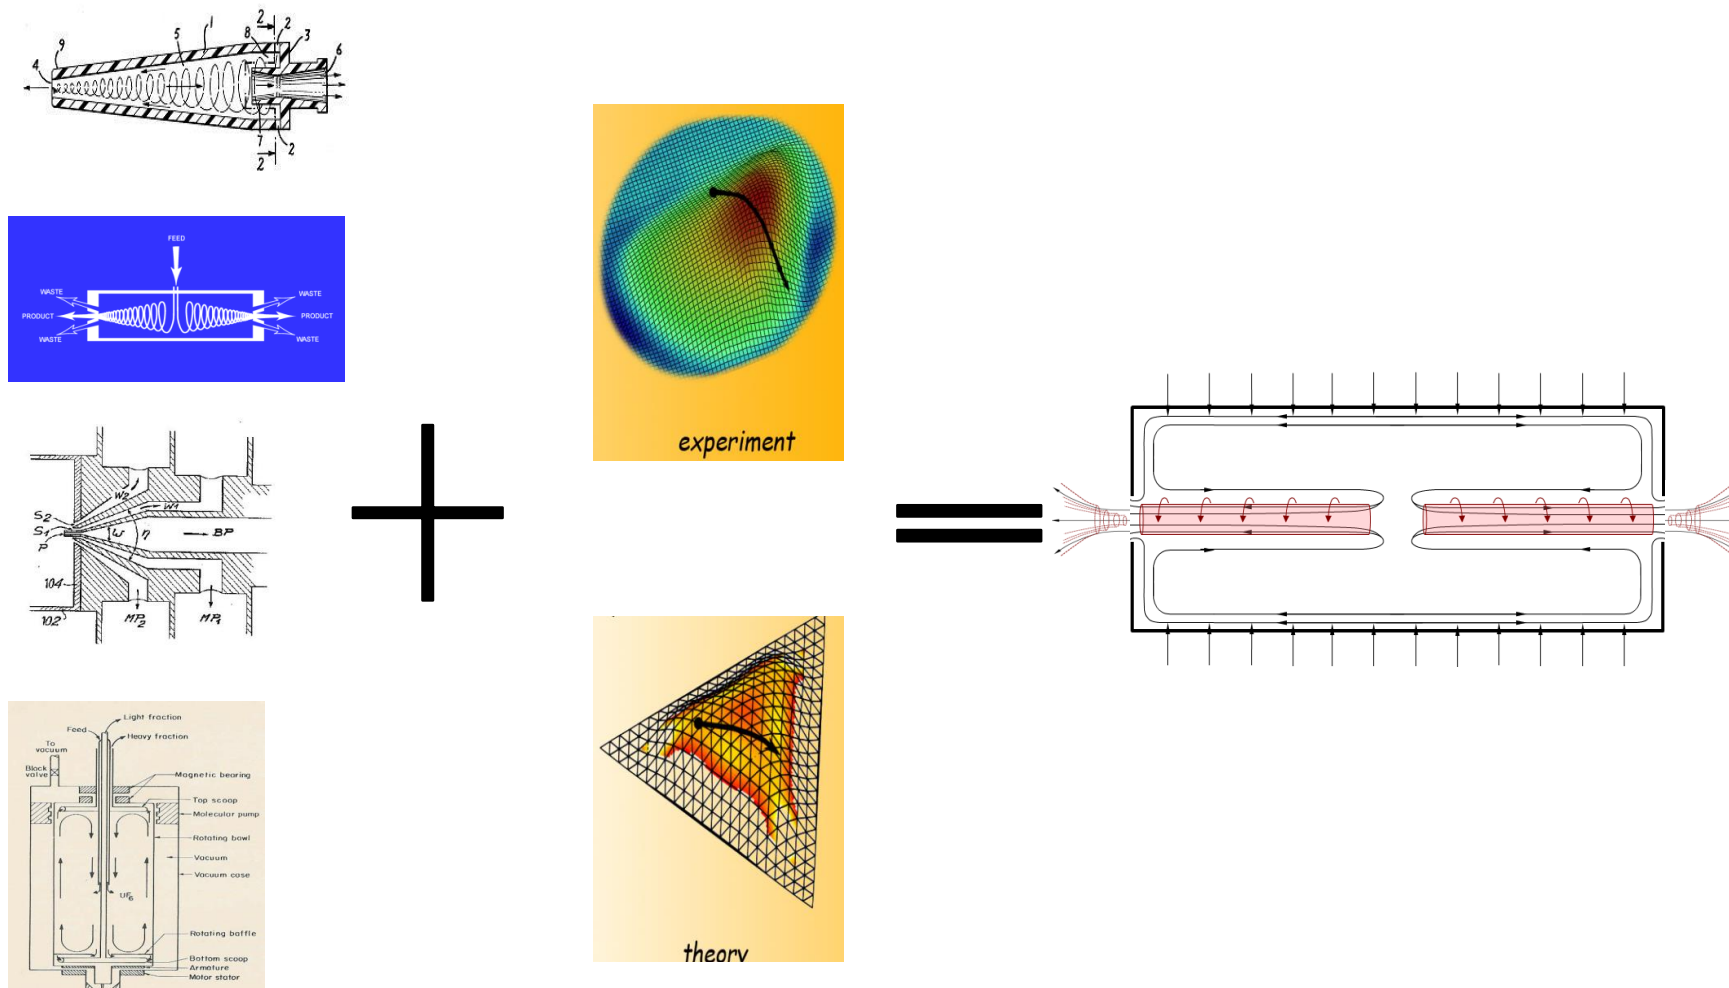 2
2
9
1
5
8
3
6
4
7
2
2
FEED
WASTE
WASTE
PRODUCT
PRODUCT
WASTE
WASTE
W2
W1
S2
S1
ω
η
BP
P
104
102
MP2
MP1
Light fraction
Feed
Heavy fraction
To
vacuum
Block
valve
Magnetic bearing
Top scoop
Molecular pump
Rotating bowl
Vacuum
Vacuum case
UF6
Rotating baffle
Bottom scoop
Armature
Motor stator
experiment
theory